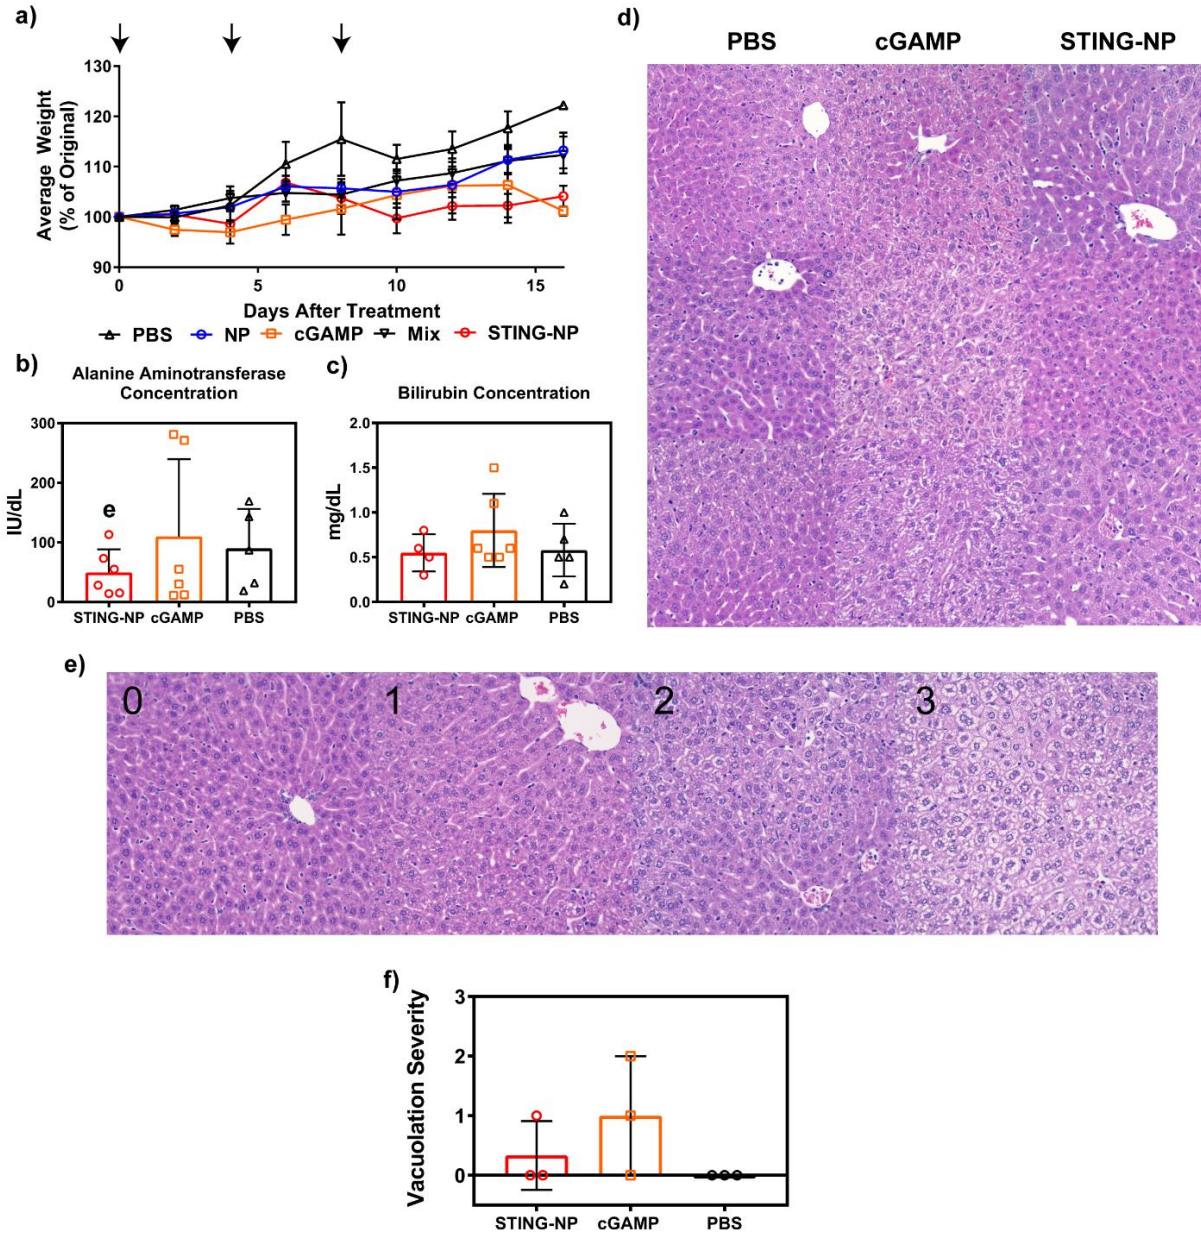 a)
130
120
110
100
90
Average Weight
(% of Original)
0 5 10 15
Days After Treatment
PBS NP cGAMP Mix STING-NP
b)
Alanine Aminotransferase
Concentration
300
200
100
0
IU/dL
e
STING-NP cGAMP PBS
c)
Bilirubin Concentration
2.0
1.5
1.0
0.5
0.0
mg/dL
STING-NP cGAMP PBS
d)
PBS cGAMP STING-NP
e)
0 1 2 3
f)
3
2
1
0
Vacuolation Severity
STING-NP cGAMP PBS